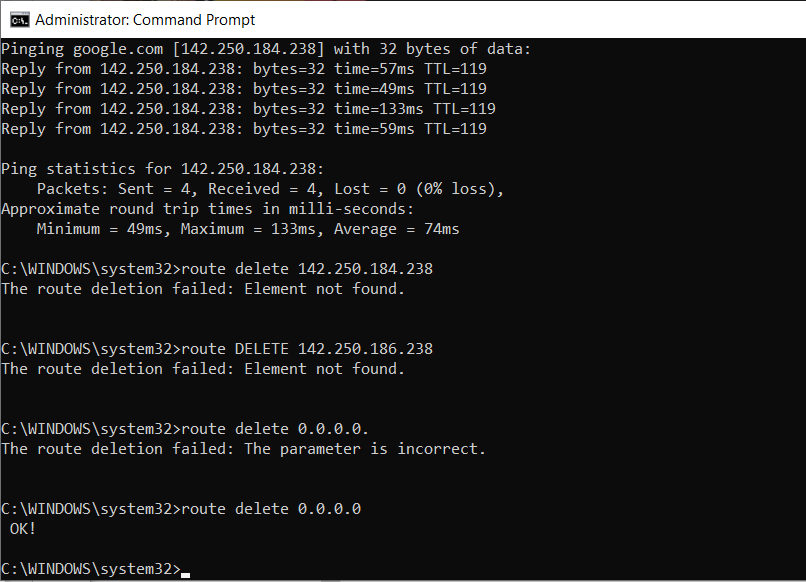 Administrator: Command Prompt
Pinging google.com [142.250.184.238] with 32 bytes of data:
Reply from 142.250.184.238: bytes=32 time=57ms TTL=119
Reply from 142.250.184.238: bytes=32 time=49ms TTL=119
Reply from 142.250.184.238: bytes=32 time=133ms TTL=119
Reply from 142.250.184.238: bytes=32 time=59ms TTL=119
Ping statistics for 142.250.184.238:
    Packets: Sent = 4, Received = 4, Lost = 0 (0% loss),
Approximate round trip times in milli-seconds:
    Minimum = 49ms, Maximum = 133ms, Average = 74ms
C:\WINDOWS\system32>route delete 142.250.184.238
The route deletion failed: Element not found.
C:\WINDOWS\system32>route DELETE 142.250.186.238
The route deletion failed: Element not found.
C:\WINDOWS\system32>route delete 0.0.0.0.
The route deletion failed: The parameter is incorrect.
C:\WINDOWS\system32>route delete 0.0.0.0
 OK!
C:\WINDOWS\system32>